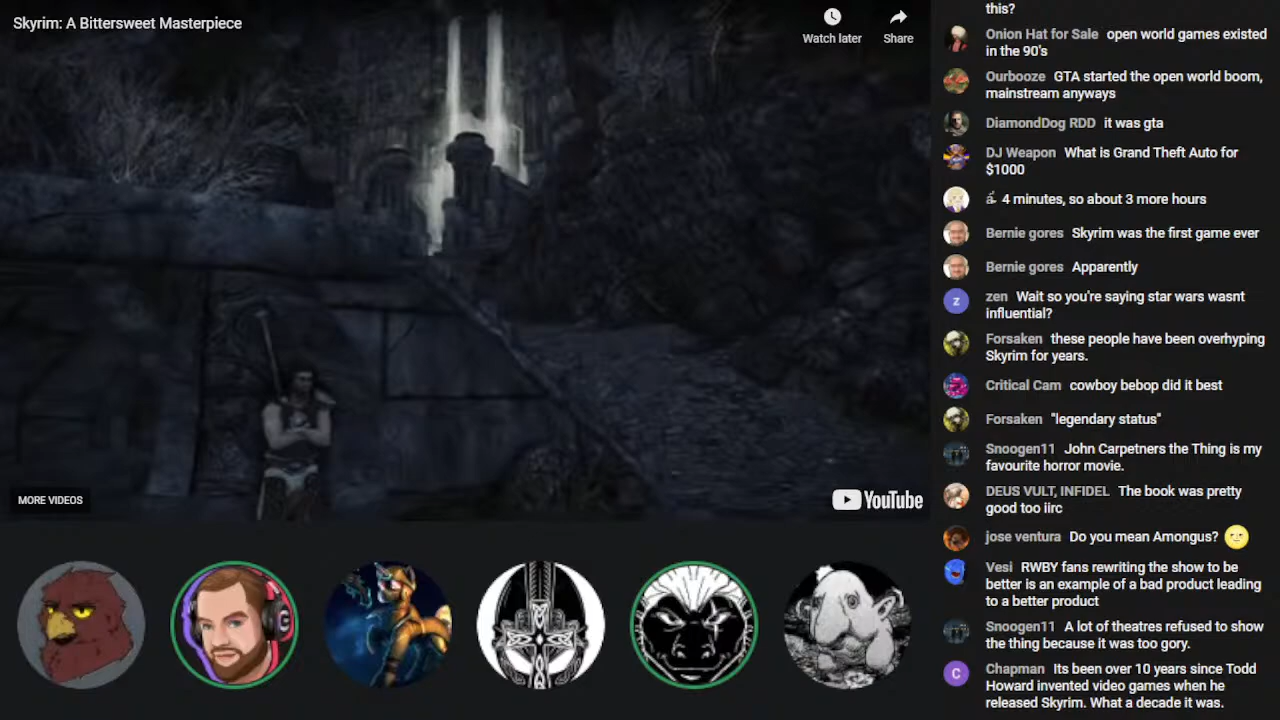 Skyrim: A Bittersweet Masterpiece
Watch later
Share
MORE VIDEOS
YouTube
this?
Onion Hat for Sale open world games existed
in the 90's
Ourbooze GTA started the open world boom,
mainstream anyways
DiamondDog RDD it was gta
DJ Weapon What is Grand Theft Auto for
$1000
4 minutes, so about 3 more hours
Bernie gores Skyrim was the first game ever
Bernie gores Apparently
z
zen Wait so you're saying star wars wasnt
influential?
Forsaken these people have been overhyping
Skyrim for years.
Critical Cam cowboy bebop did it best
Forsaken "legendary status"
Snoogen11 John Carpetners the Thing is my
favourite horror movie.
DEUS VULT, INFIDEL The book was pretty
good too iirc
jose ventura Do you mean Amongus? 🌝
Vesi RWBY fans rewriting the show to be
better is an example of a bad product leading
to a better product
Snoogen11 A lot of theatres refused to show
the thing because it was too gory.
C
Chapman Its been over 10 years since Todd
Howard invented video games when he
released Skyrim. What a decade it was.